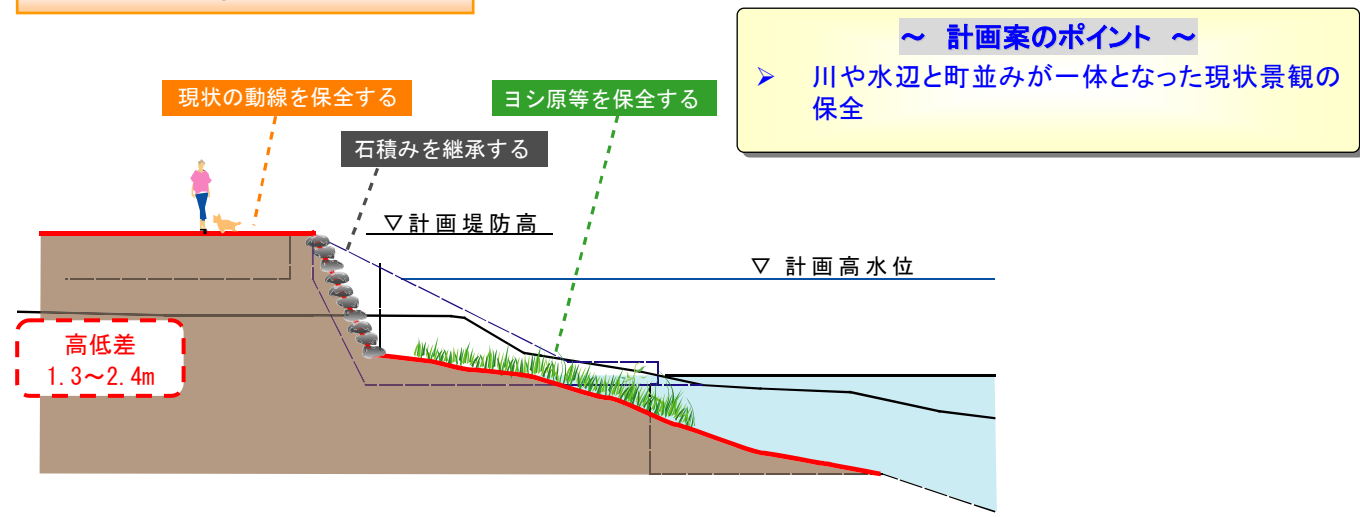 ～ 計画案のポイント ～
➢ 川や水辺と町並みが一体となった現状景観の
保全
現状の動線を保全する
ヨシ原等を保全する
石積みを継承する
▽計画堤防高
▽ 計画高水位
高低差
1.3～2.4m